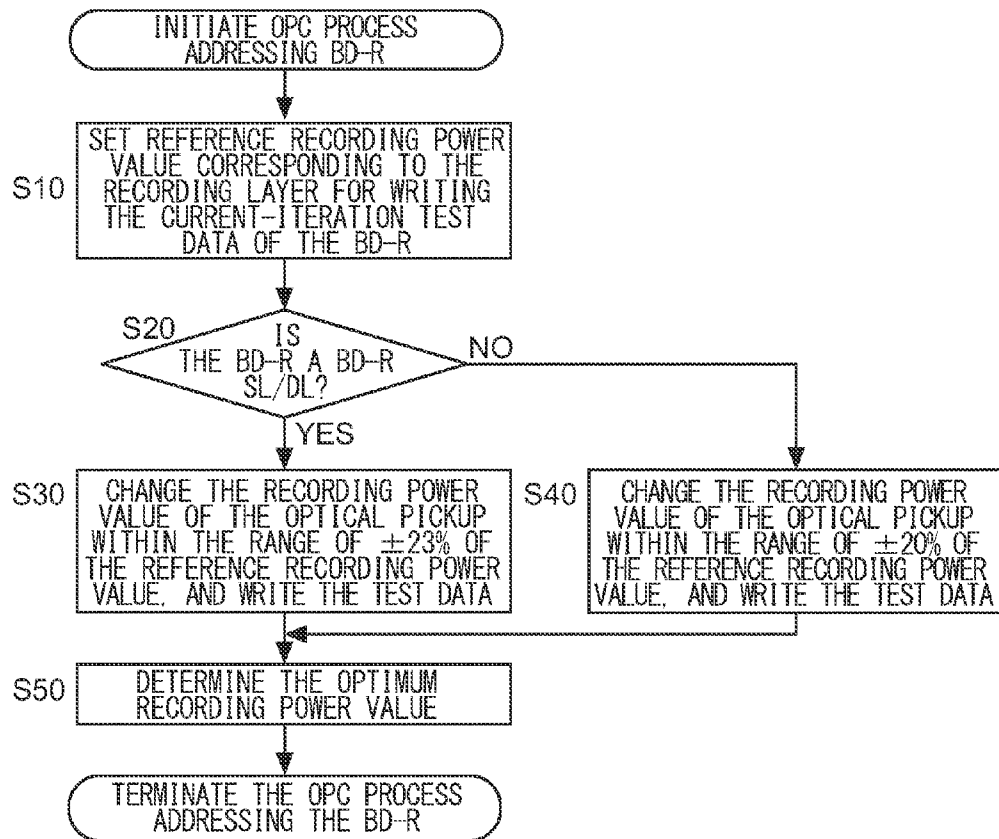 INITIATE OPC PROCESS
ADDRESSING BD-R
S10
SET REFERENCE RECORDING POWER
VALUE CORRESPONDING TO THE
RECORDING LAYER FOR WRITING
THE CURRENT-ITERATION TEST
DATA OF THE BD-R
S20
IS
THE BD-R A BD-R
SL/DL?
NO
YES
S30
CHANGE THE RECORDING POWER
VALUE OF THE OPTICAL PICKUP
WITHIN THE RANGE OF ±23% OF
THE REFERENCE RECORDING POWER
VALUE, AND WRITE THE TEST DATA
S40
CHANGE THE RECORDING POWER
VALUE OF THE OPTICAL PICKUP
WITHIN THE RANGE OF ±20% OF
THE REFERENCE RECORDING POWER
VALUE, AND WRITE THE TEST DATA
S50
DETERMINE THE OPTIMUM
RECORDING POWER VALUE
TERMINATE THE OPC PROCESS
ADDRESSING THE BD-R